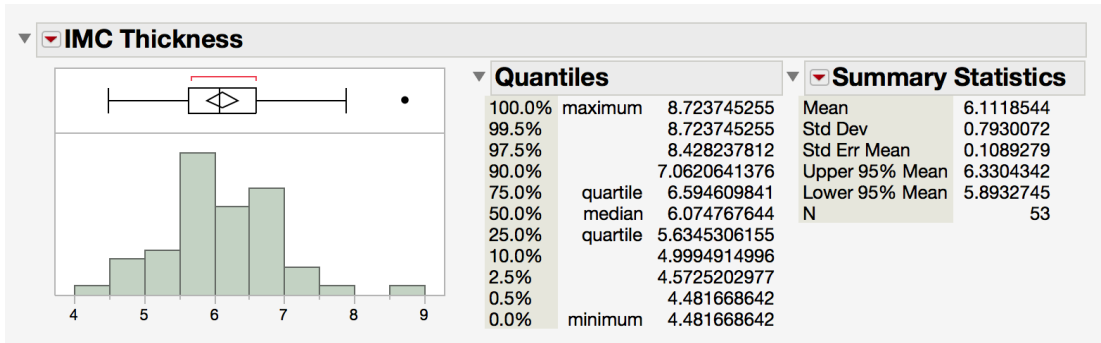 IMC Thickness
4 5 6 7 8 9
Quantiles
100.0% maximum 8.723745255
99.5% 8.723745255
97.5% 8.428237812
90.0% 7.0620641376
75.0% quartile 6.594609841
50.0% median 6.074767644
25.0% quartile 5.6345306155
10.0% 4.9994914996
2.5% 4.5725202977
0.5% 4.481668642
0.0% minimum 4.481668642
Summary Statistics
Mean 6.1118544
Std Dev 0.7930072
Std Err Mean 0.1089279
Upper 95% Mean 6.3304342
Lower 95% Mean 5.8932745
N 53